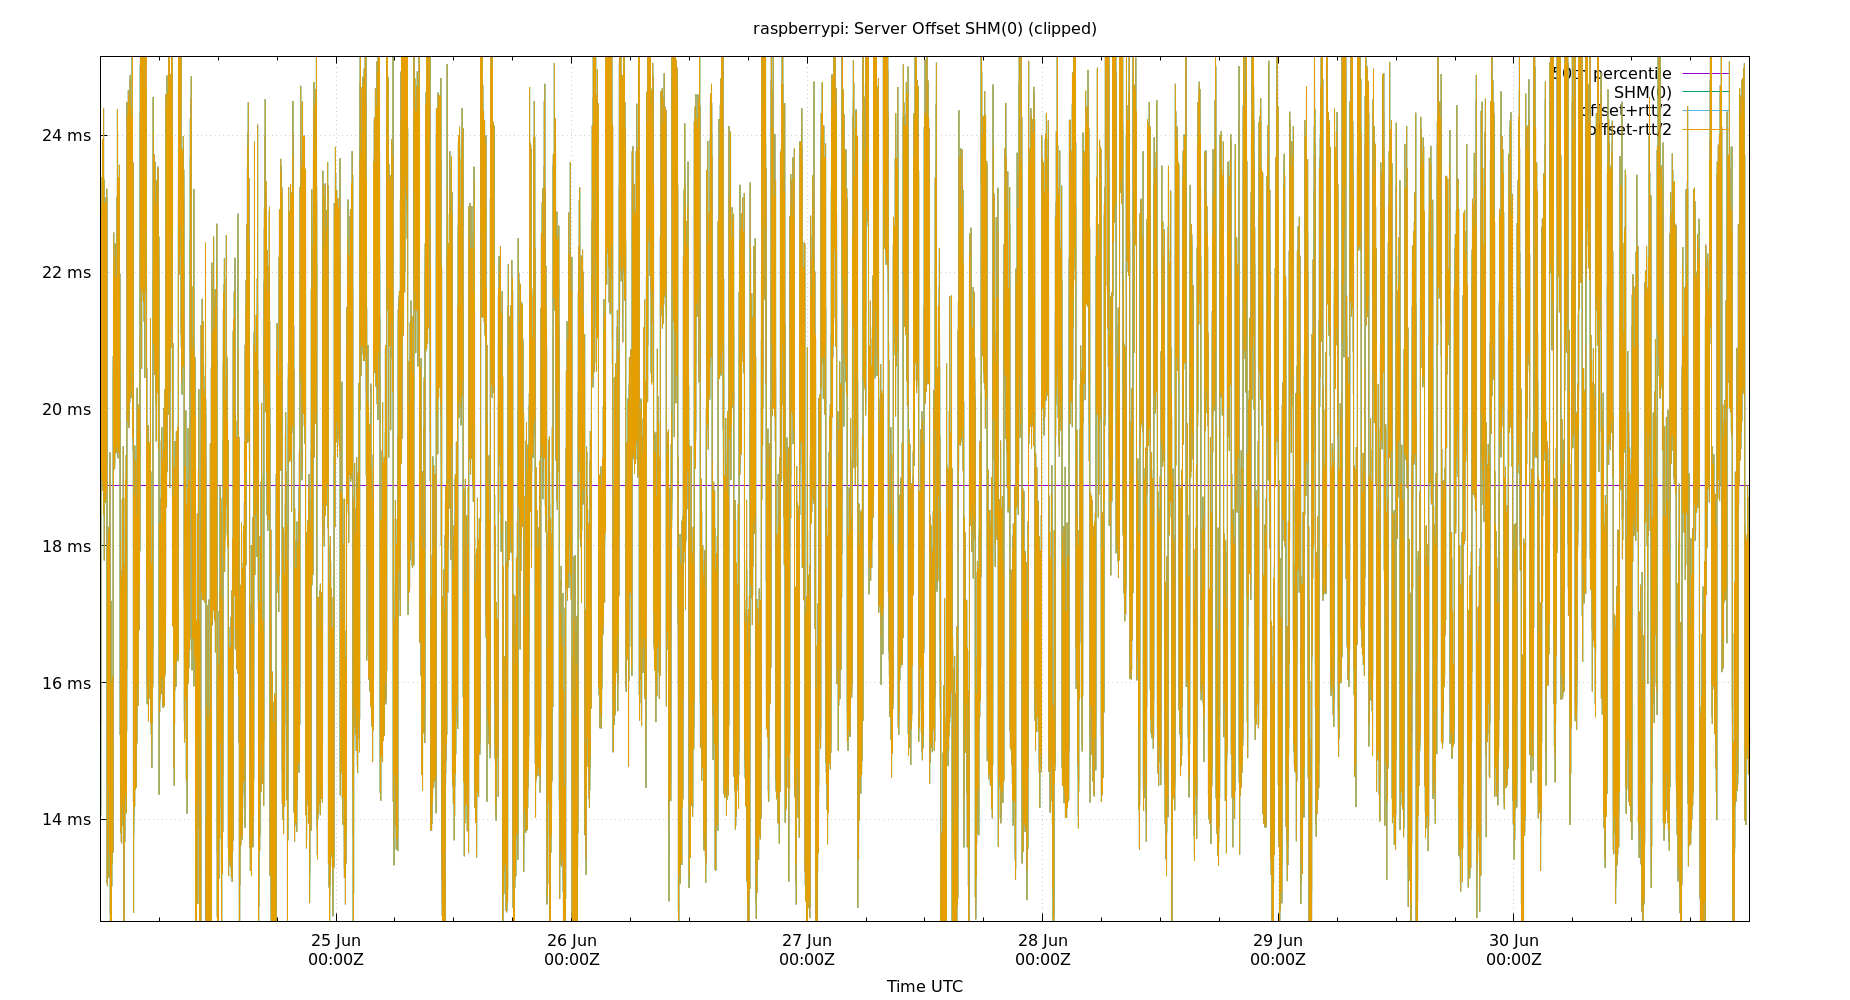 raspberrypi: Server Offset SHM(0) (clipped)
50th percentile
SHM(0)
offset+rtt/2
offset-rtt/2
24 ms
22 ms
20 ms
18 ms
16 ms
14 ms
25 Jun
00:00Z
26 Jun
00:00Z
27 Jun
00:00Z
28 Jun
00:00Z
29 Jun
00:00Z
30 Jun
00:00Z
Time UTC